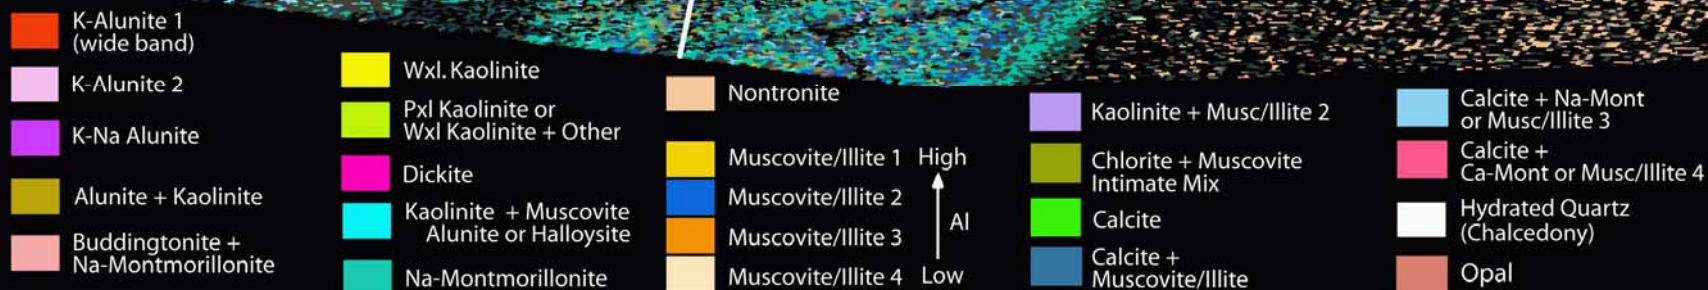 K-Alunite 1
(wide band)
K-Alunite 2
K-Na Alunite
Alunite + Kaolinite
Buddingtonite +
Na-Montmorillonite
Wxl. Kaolinite
Pxl Kaolinite or
Wxl Kaolinite + Other
Dickite
Kaolinite + Muscovite
Alunite or Halloysite
Na-Montmorillonite
Nontronite
Muscovite/Illite 1 High
Muscovite/Illite 2
Al
Muscovite/Illite 3
Muscovite/Illite 4 Low
Kaolinite + Musc/Illite 2
Chlorite + Muscovite
Intimate Mix
Calcite
Calcite +
Muscovite/Illite
Calcite + Na-Mont
or Musc/Illite 3
Calcite +
Ca-Mont or Musc/Illite 4
Hydrated Quartz
(Chalcedony)
Opal